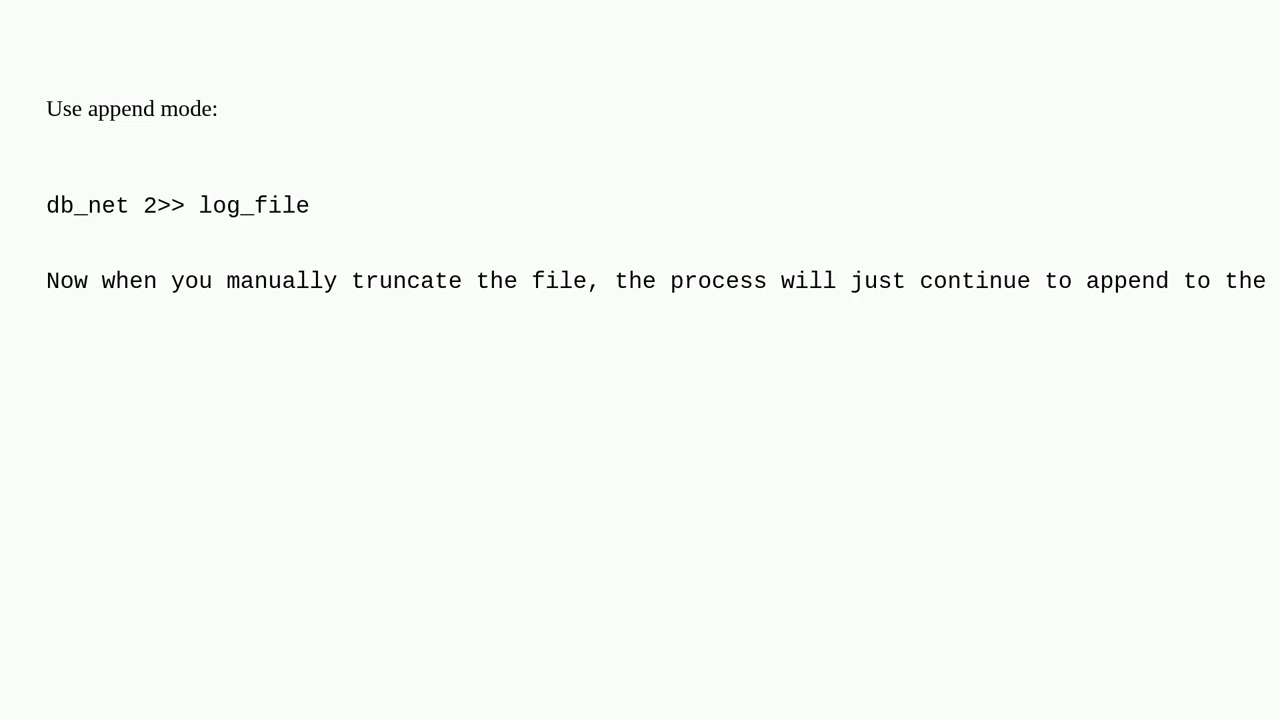 Use append mode:
db_net 2>> log_file
Now when you manually truncate the file, the process will just continue to append to the